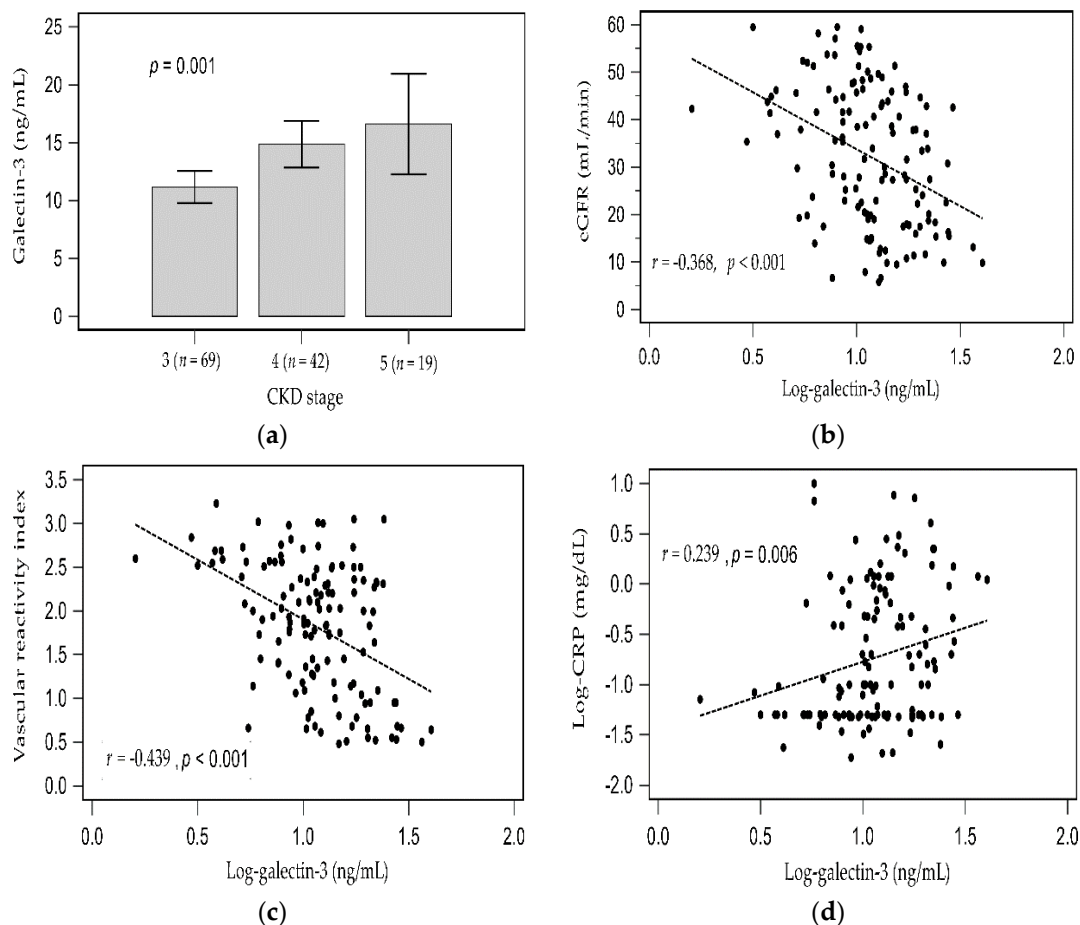 25
20
15
10
5
0
Galectin-3 (ng/mL)
p = 0.001
3 (n = 69) 4 (n = 42) 5 (n = 19)
CKD stage
(a)
60
50
40
30
20
10
0
eGFR (mL/min)
r = -0.368, p < 0.001
0.0 0.5 1.0 1.5 2.0
Log-galectin-3 (ng/mL)
(b)
3.5
3.0
2.5
2.0
1.5
1.0
0.5
0.0
Vascular reactivity index
r = -0.439 , p < 0.001
0.0 0.5 1.0 1.5 2.0
Log-galectin-3 (ng/mL)
(c)
1.0
0.5
0.0
-0.5
-1.0
-1.5
-2.0
Log-CRP (mg/dL)
r = 0.239 , p = 0.006
0.0 0.5 1.0 1.5 2.0
Log-galectin-3 (ng/mL)
(d)